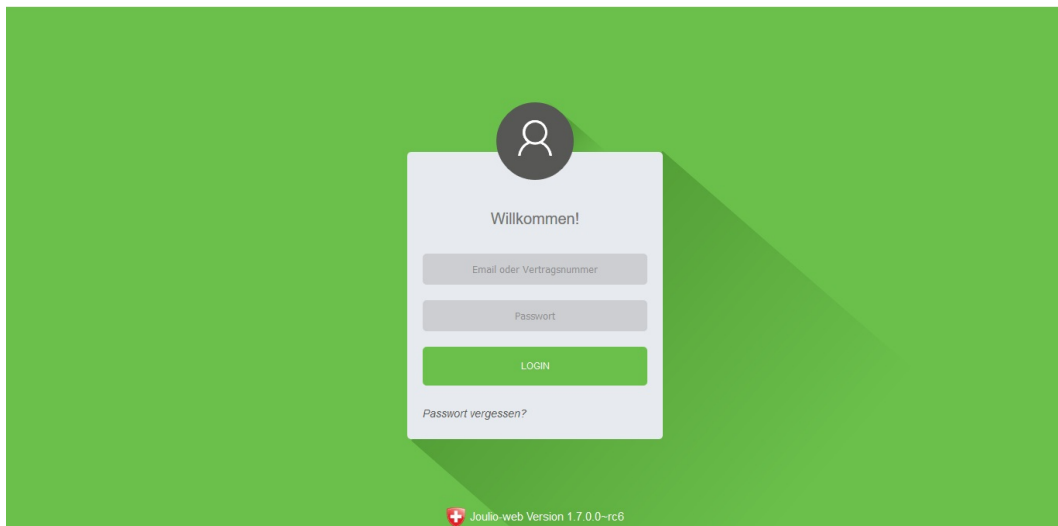 Willkommen!
Email oder Vertragsnummer
Passwort
LOGIN
Passwort vergessen?
Joulio-web Version 1.7.0.0~rc6